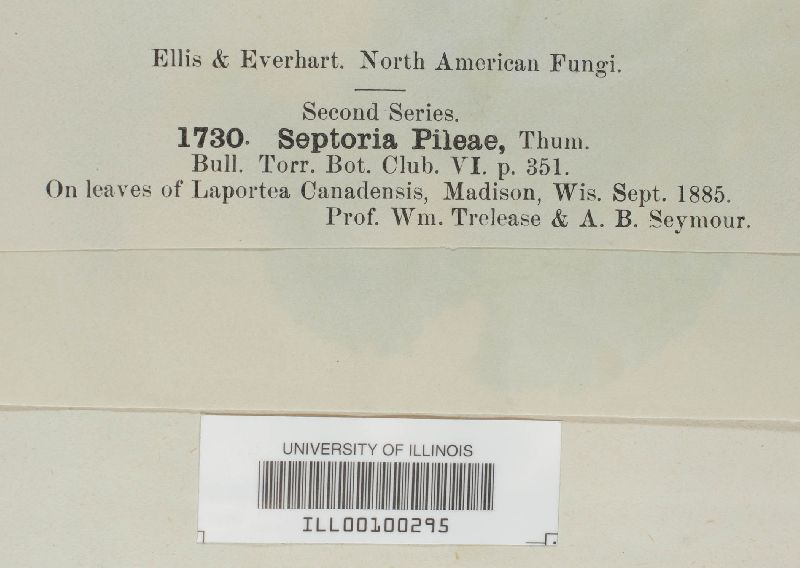 Ellis & Everhart. North American Fungi.
Second Series.
1730. Septoria Pileae, Thum.
Bull. Torr. Bot. Club. VI. p. 351.
On leaves of Laportea Canadensis, Madison, Wis. Sept. 1885.
Prof. Wm. Trelease & A. B. Seymour.
UNIVERSITY OF ILLINOIS
ILL00100295